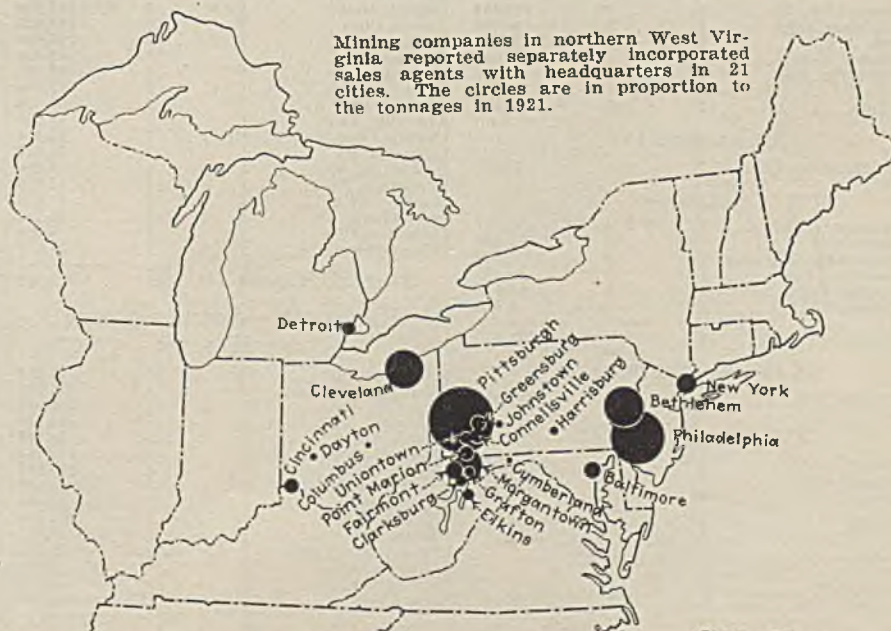 Mining companies in northern West Vir-
ginia reported separately incorporated
sales agents with headquarters in 21
cities. The circles are in proportion to
the tonnages in 1921.
Detroit
Cleveland
Pittsburgh
Greensburg
Johnstown
Connellsville
Harrisburg
New York
Bethlehem
Philadelphia
Cincinnati
Dayton
Columbus
Uniontown
Point Marion
Fairmont
Clarksburg
Cumberland
Morgantown
Grafton
Elkins
Baltimore